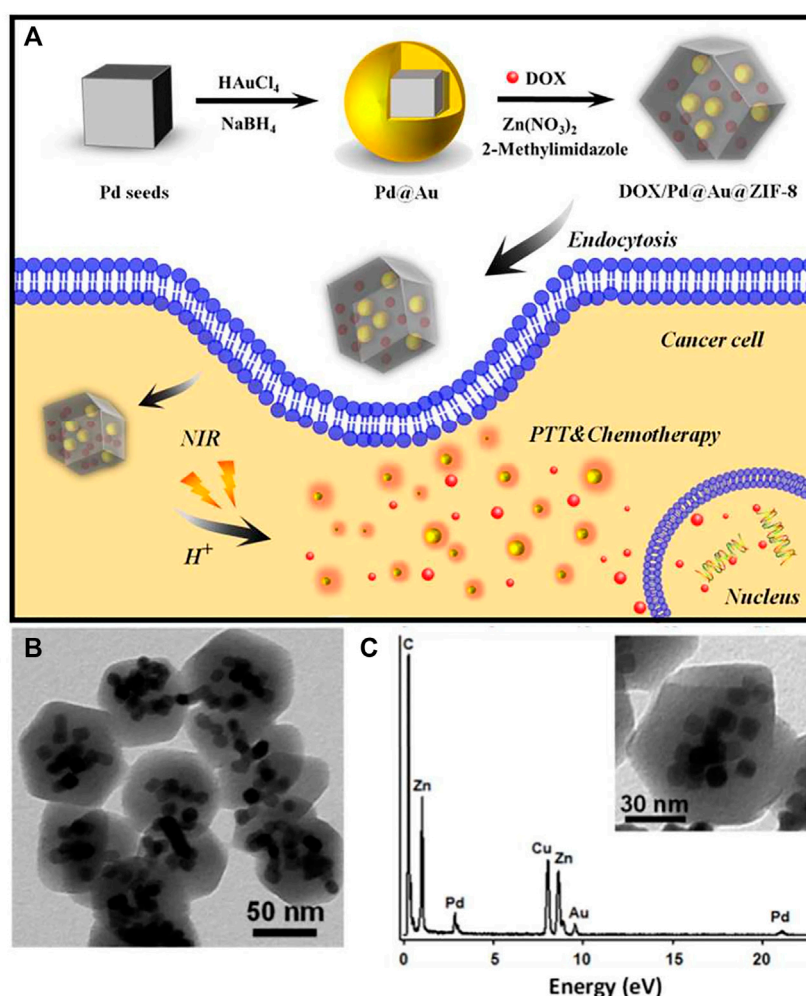 A
HAuCl₄
NaBH₄
DOX
Zn(NO₃)₂
2-Methylimidazole
Pd seeds
Pd@Au
DOX/Pd@Au@ZIF-8
Endocytosis
Cancer cell
NIR
PTT&Chemotherapy
H⁺
Nucleus
B
50 nm
C
C
Zn
Pd
Cu
Zn
Au
Pd
30 nm
0
5
10
15
20
Energy (eV)